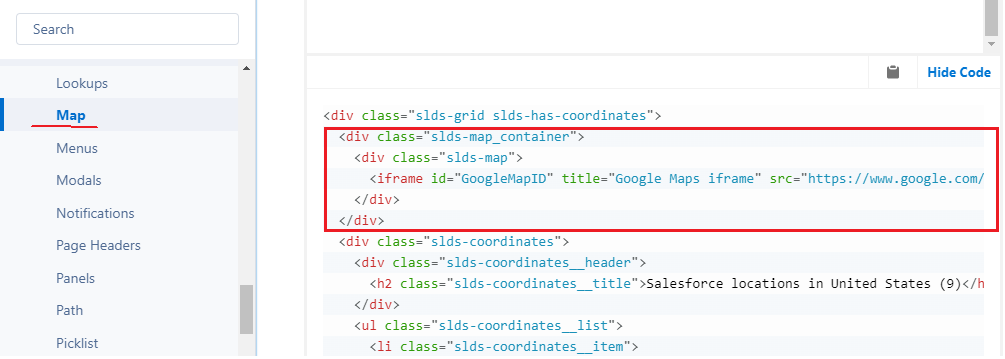 Search
Lookups
Map
Menus
Modals
Notifications
Page Headers
Panels
Path
Picklist
Hide Code
<div class="slds-grid slds-has-coordinates">
<div class="slds-map_container">
<div class="slds-map">
<iframe id="GoogleMapID" title="Google Maps iframe" src="https://www.google.com/
</div>
</div>
<div class="slds-coordinates">
<div class="slds-coordinates__header">
<h2 class="slds-coordinates__title">Salesforce locations in United States (9)</h
</div>
<ul class="slds-coordinates__list">
<li class="slds-coordinates__item">